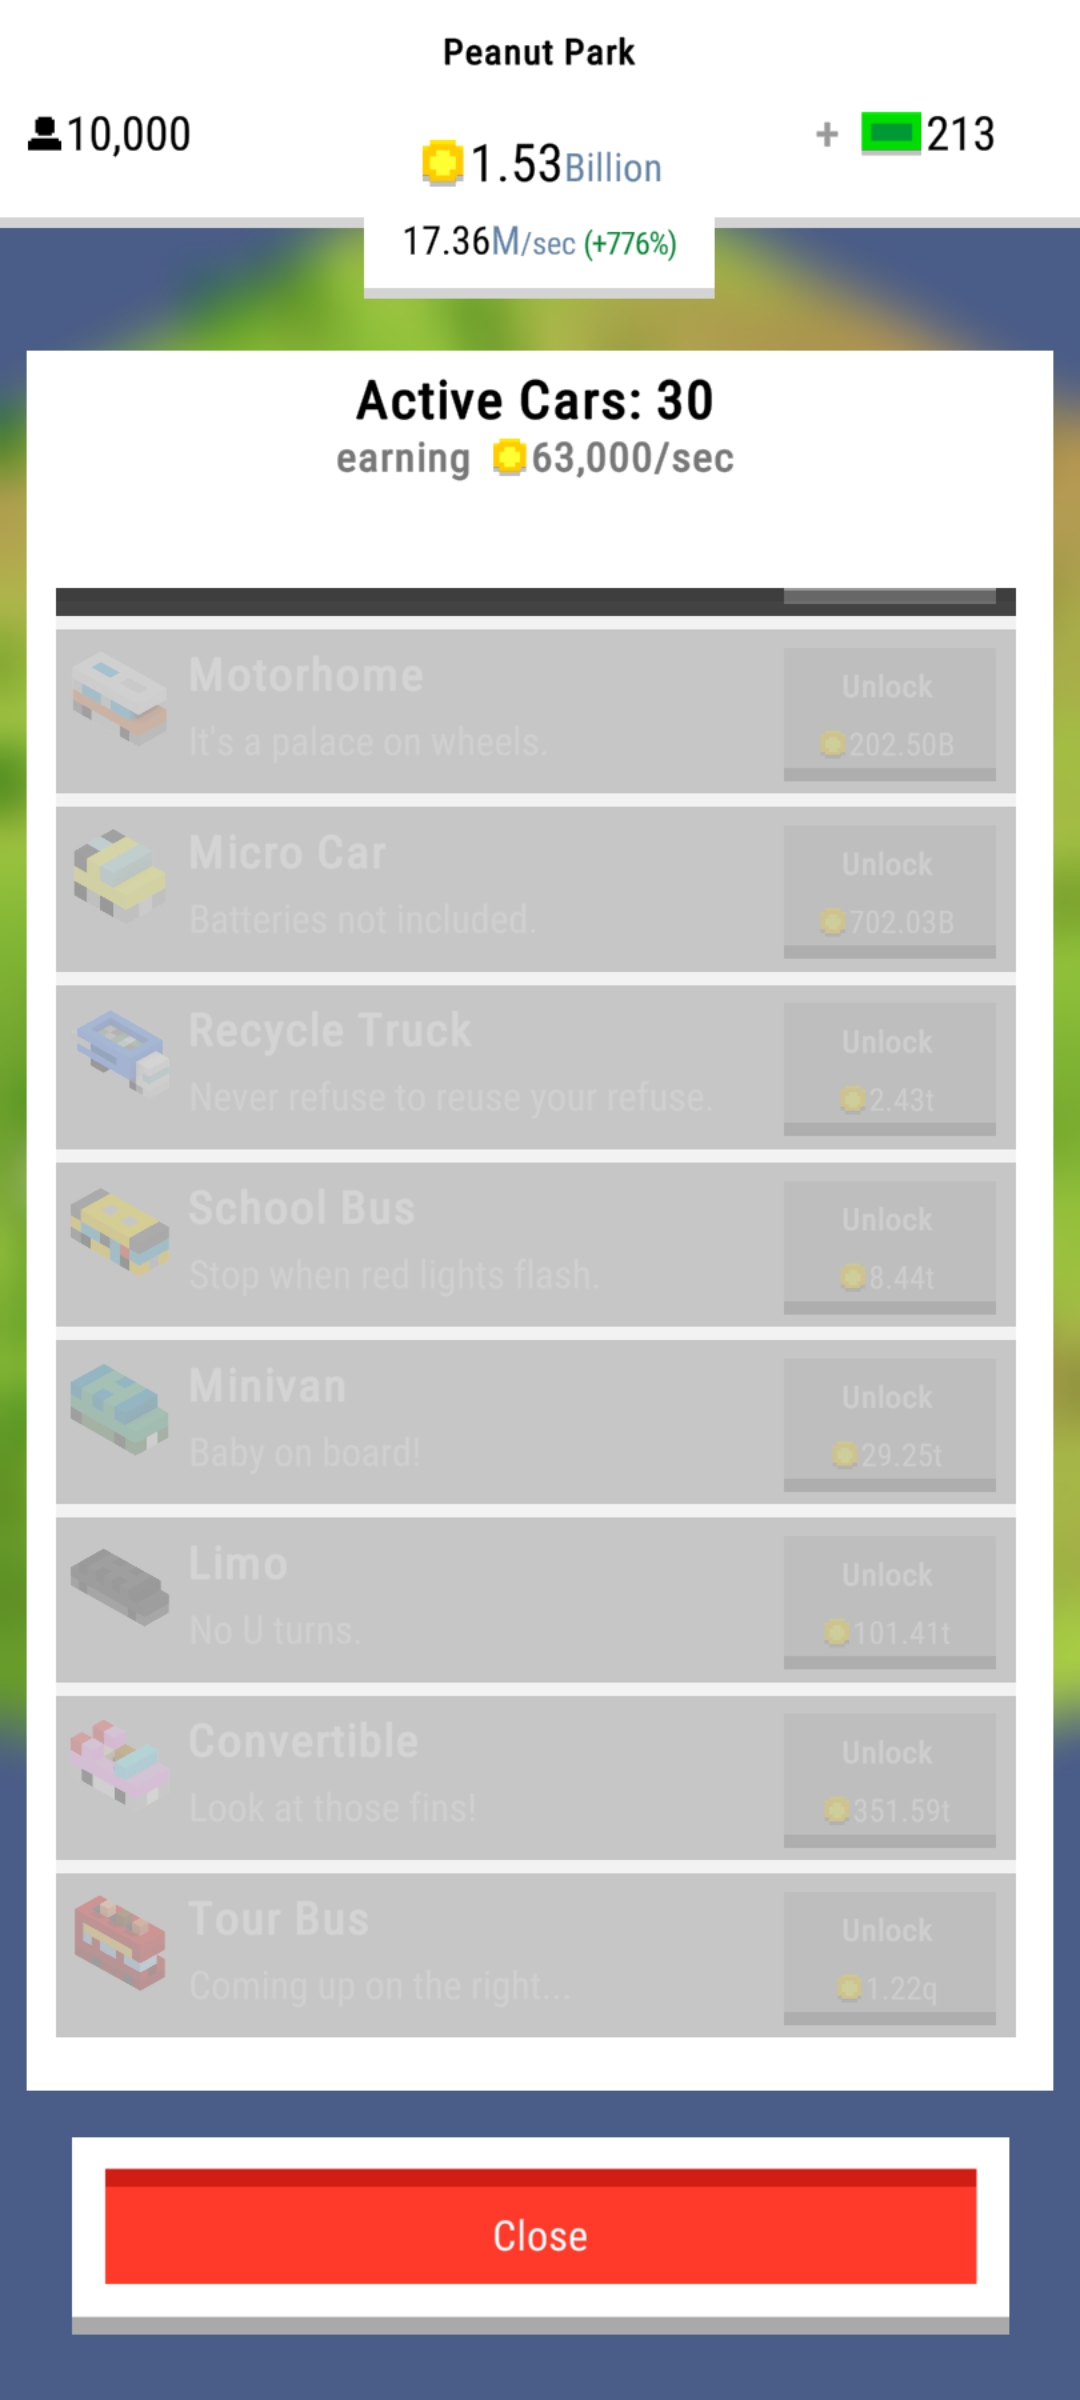 Peanut Park
10,000
1.53Billion
+ 213
17.36M/sec (+776%)
Active Cars: 30
earning 63,000/sec
Motorhome
It's a palace on wheels.
Unlock
202.50B
Micro Car
Batteries not included.
Unlock
702.03B
Recycle Truck
Never refuse to reuse your refuse.
Unlock
2.43t
School Bus
Stop when red lights flash.
Unlock
8.44t
Minivan
Baby on board!
Unlock
29.25t
Limo
No U turns.
Unlock
101.41t
Convertible
Look at those fins!
Unlock
351.59t
Tour Bus
Coming up on the right...
Unlock
1.22q
Close